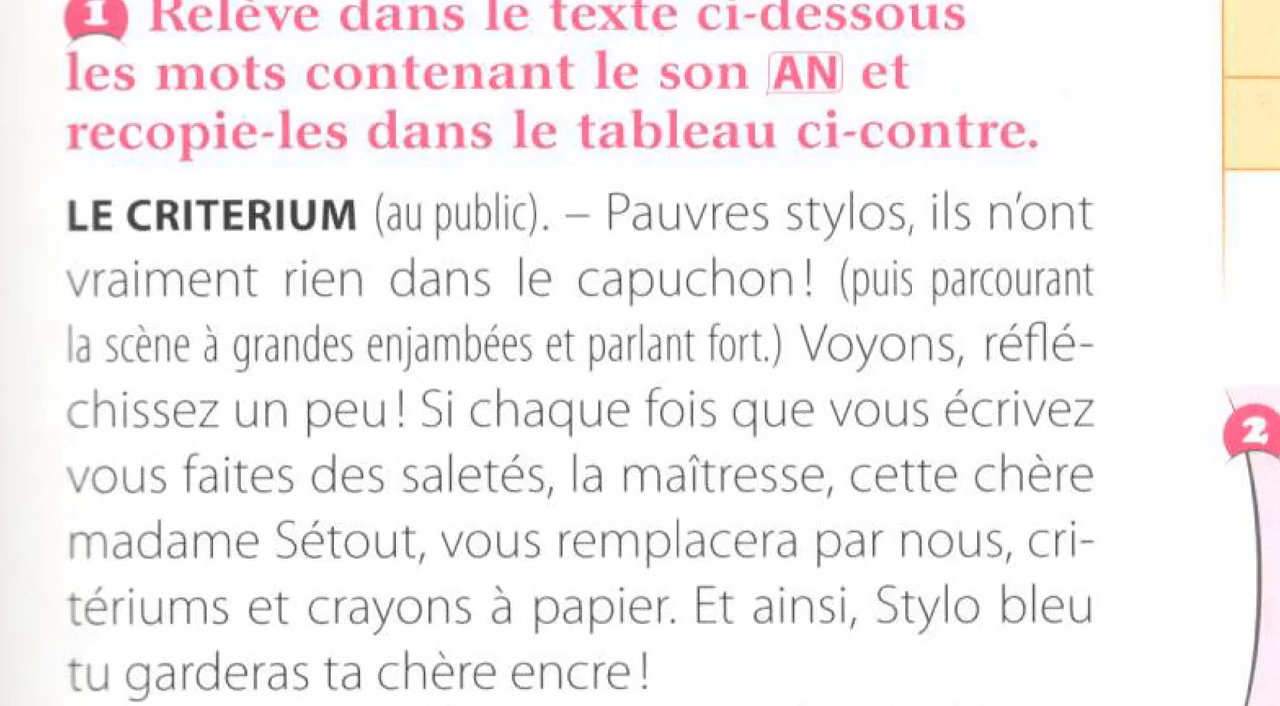 1 Relève dans le texte ci-dessous
les mots contenant le son AN et
recopie-les dans le tableau ci-contre.
LE CRITERIUM (au public). – Pauvres stylos, ils n'ont
vraiment rien dans le capuchon ! (puis parcourant
la scène à grandes enjambées et parlant fort.) Voyons, réflé-
chissez un peu ! Si chaque fois que vous écrivez
vous faites des saletés, la maîtresse, cette chère
madame Sétout, vous remplacera par nous, cri-
tériums et crayons à papier. Et ainsi, Stylo bleu
tu garderas ta chère encre !
2